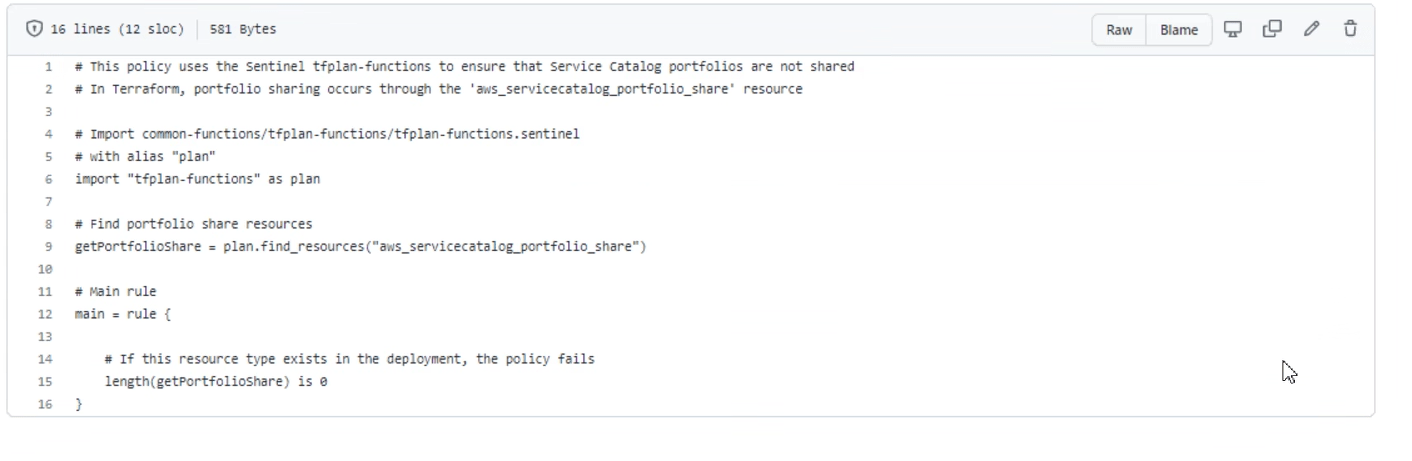 16 lines (12 sloc) 581 Bytes Raw Blame
1 # This policy uses the Sentinel tfplan-functions to ensure that Service Catalog portfolios are not shared
2 # In Terraform, portfolio sharing occurs through the 'aws_servicecatalog_portfolio_share' resource
3
4 # Import common-functions/tfplan-functions/tfplan-functions.sentinel
5 # with alias "plan"
6 import "tfplan-functions" as plan
7
8 # Find portfolio share resources
9 getPortfolioShare = plan.find_resources("aws_servicecatalog_portfolio_share")
10
11 # Main rule
12 main = rule {
13
14     # If this resource type exists in the deployment, the policy fails
15     length(getPortfolioShare) is 0
16 }